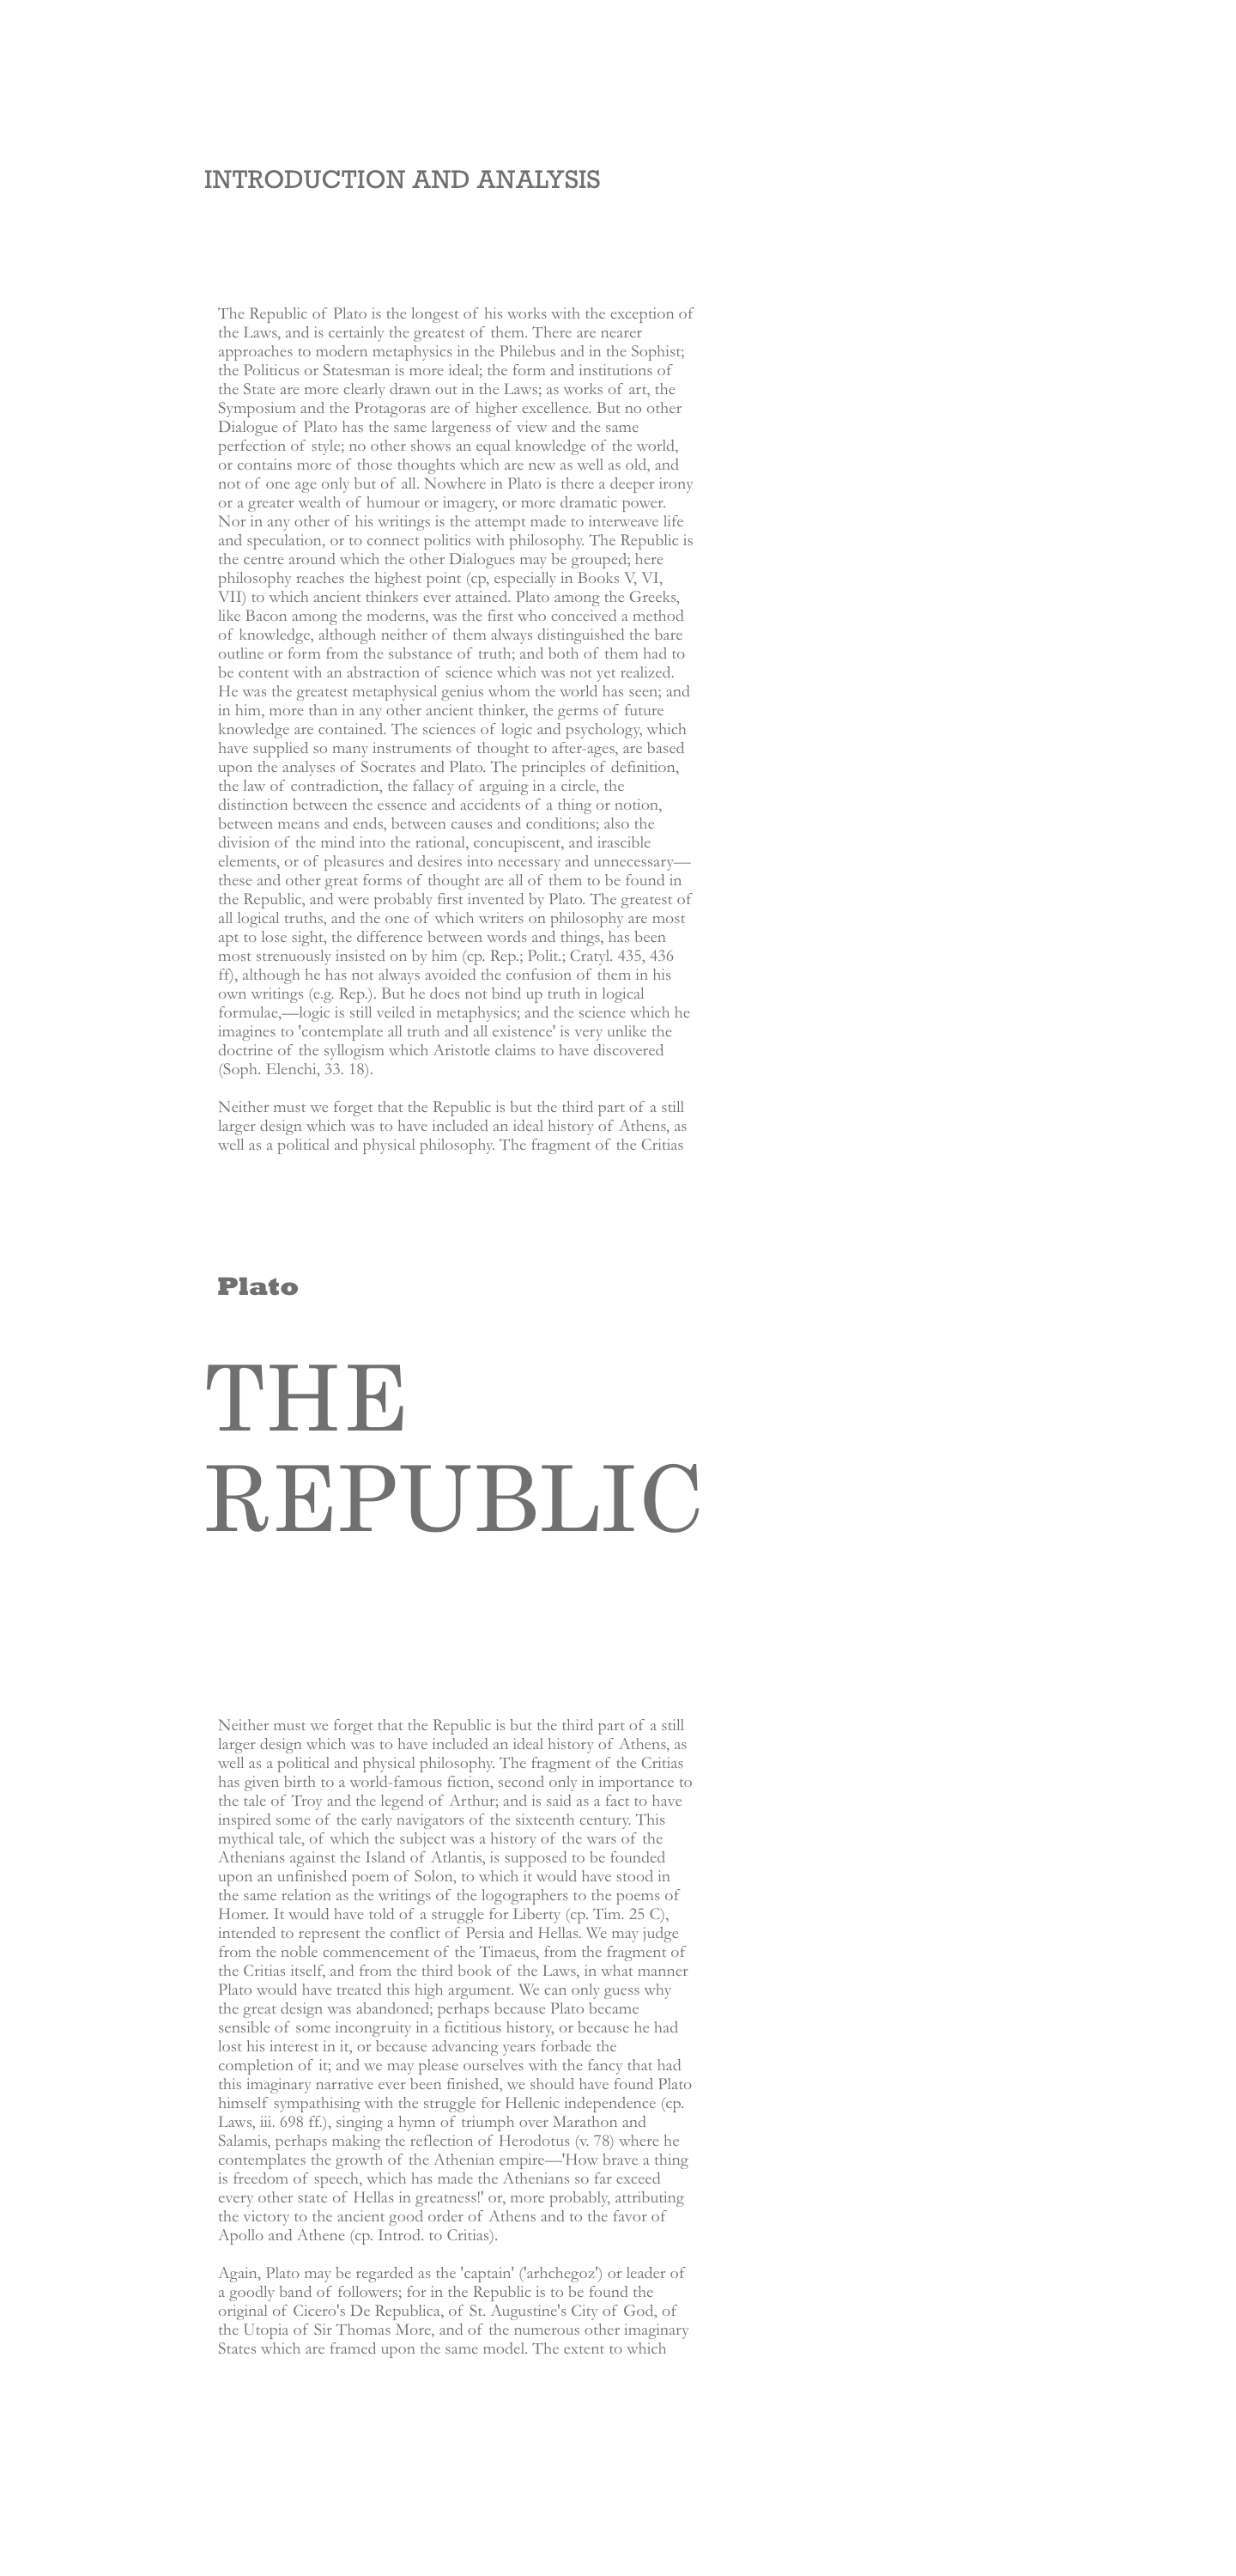 INTRODUCTION AND ANALYSIS
The Republic of Plato is the longest of his works with the exception of
the Laws, and is certainly the greatest of them. There are nearer
approaches to modern metaphysics in the Philebus and in the Sophist;
the Politicus or Statesman is more ideal; the form and institutions of
the State are more clearly drawn out in the Laws; as works of art, the
Symposium and the Protagoras are of higher excellence. But no other
Dialogue of Plato has the same largeness of view and the same
perfection of style; no other shows an equal knowledge of the world,
or contains more of those thoughts which are new as well as old, and
not of one age only but of all. Nowhere in Plato is there a deeper irony
or a greater wealth of humour or imagery, or more dramatic power.
Nor in any other of his writings is the attempt made to interweave life
and speculation, or to connect politics with philosophy. The Republic is
the centre around which the other Dialogues may be grouped; here
philosophy reaches the highest point (cp, especially in Books V, VI,
VII) to which ancient thinkers ever attained. Plato among the Greeks,
like Bacon among the moderns, was the first who conceived a method
of knowledge, although neither of them always distinguished the bare
outline or form from the substance of truth; and both of them had to
be content with an abstraction of science which was not yet realized.
He was the greatest metaphysical genius whom the world has seen; and
in him, more than in any other ancient thinker, the germs of future
knowledge are contained. The sciences of logic and psychology, which
have supplied so many instruments of thought to after-ages, are based
upon the analyses of Socrates and Plato. The principles of definition,
the law of contradiction, the fallacy of arguing in a circle, the
distinction between the essence and accidents of a thing or notion,
between means and ends, between causes and conditions; also the
division of the mind into the rational, concupiscent, and irascible
elements, or of pleasures and desires into necessary and unnecessary—
these and other great forms of thought are all of them to be found in
the Republic, and were probably first invented by Plato. The greatest of
all logical truths, and the one of which writers on philosophy are most
apt to lose sight, the difference between words and things, has been
most strenuously insisted on by him (cp. Rep.; Polit.; Cratyl. 435, 436
ff), although he has not always avoided the confusion of them in his
own writings (e.g. Rep.). But he does not bind up truth in logical
formulae,—logic is still veiled in metaphysics; and the science which he
imagines to 'contemplate all truth and all existence' is very unlike the
doctrine of the syllogism which Aristotle claims to have discovered
(Soph. Elenchi, 33. 18).
Neither must we forget that the Republic is but the third part of a still
larger design which was to have included an ideal history of Athens, as
well as a political and physical philosophy. The fragment of the Critias
Plato
THE
REPUBLIC
Neither must we forget that the Republic is but the third part of a still
larger design which was to have included an ideal history of Athens, as
well as a political and physical philosophy. The fragment of the Critias
has given birth to a world-famous fiction, second only in importance to
the tale of Troy and the legend of Arthur; and is said as a fact to have
inspired some of the early navigators of the sixteenth century. This
mythical tale, of which the subject was a history of the wars of the
Athenians against the Island of Atlantis, is supposed to be founded
upon an unfinished poem of Solon, to which it would have stood in
the same relation as the writings of the logographers to the poems of
Homer. It would have told of a struggle for Liberty (cp. Tim. 25 C),
intended to represent the conflict of Persia and Hellas. We may judge
from the noble commencement of the Timaeus, from the fragment of
the Critias itself, and from the third book of the Laws, in what manner
Plato would have treated this high argument. We can only guess why
the great design was abandoned; perhaps because Plato became
sensible of some incongruity in a fictitious history, or because he had
lost his interest in it, or because advancing years forbade the
completion of it; and we may please ourselves with the fancy that had
this imaginary narrative ever been finished, we should have found Plato
himself sympathising with the struggle for Hellenic independence (cp.
Laws, iii. 698 ff.), singing a hymn of triumph over Marathon and
Salamis, perhaps making the reflection of Herodotus (v. 78) where he
contemplates the growth of the Athenian empire—'How brave a thing
is freedom of speech, which has made the Athenians so far exceed
every other state of Hellas in greatness!' or, more probably, attributing
the victory to the ancient good order of Athens and to the favor of
Apollo and Athene (cp. Introd. to Critias).
Again, Plato may be regarded as the 'captain' ('arhchegoz') or leader of
a goodly band of followers; for in the Republic is to be found the
original of Cicero's De Republica, of St. Augustine's City of God, of
the Utopia of Sir Thomas More, and of the numerous other imaginary
States which are framed upon the same model. The extent to which